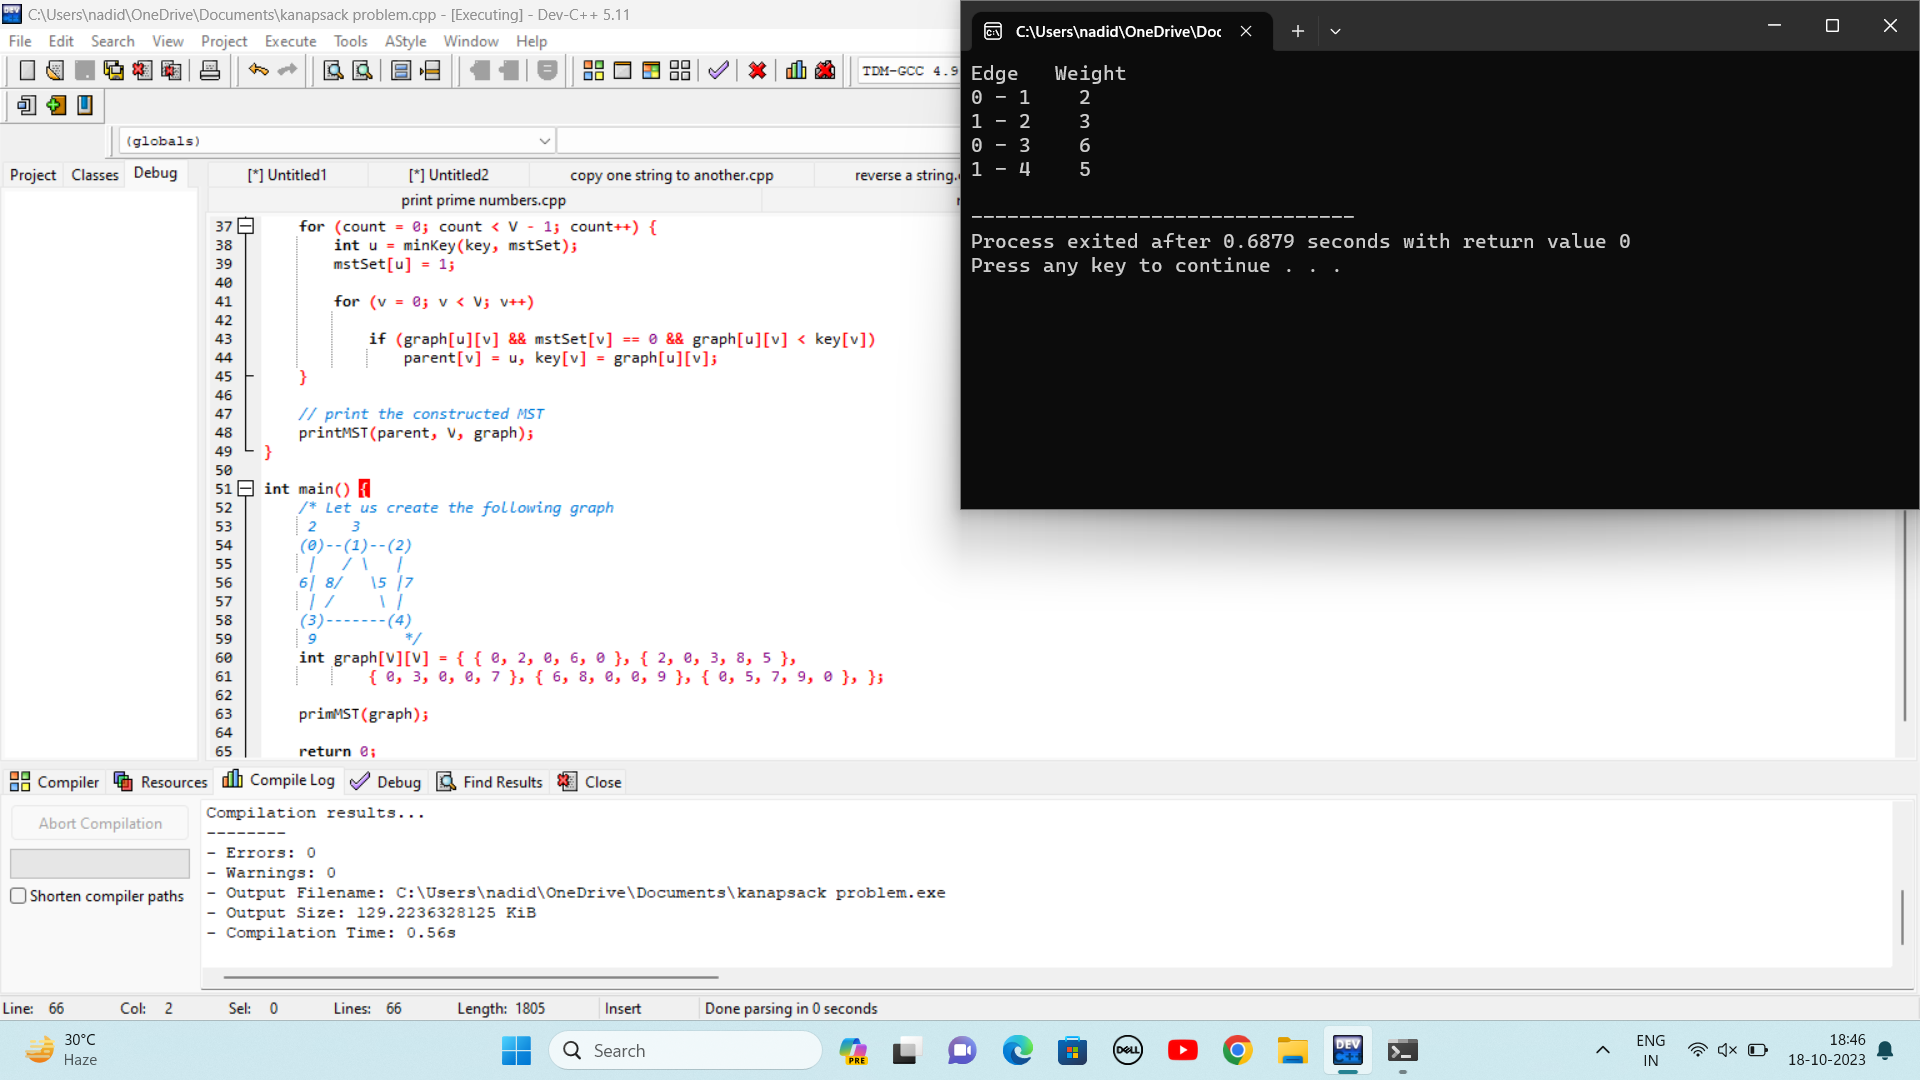 C:\Users\nadid\OneDrive\Documents\kanapsack problem.cpp - [Executing] - Dev-C++ 5.11
File Edit Search View Project Execute Tools AStyle Window Help
TDM-GCC 4.9
(globals)
Project Classes Debug
[*] Untitled1 [*] Untitled2 copy one string to another.cpp reverse a string.
print prime numbers.cpp
37 for (count = 0; count < V - 1; count++) {
38 int u = minKey(key, mstSet);
39 mstSet[u] = 1;
40
41 for (v = 0; v < V; v++)
42
43 if (graph[u][v] && mstSet[v] == 0 && graph[u][v] < key[v])
44 parent[v] = u, key[v] = graph[u][v];
45 }
46
47 // print the constructed MST
48 printMST(parent, V, graph);
49 }
50
51 int main() {
52 /* Let us create the following graph
53 2 3
54 (0)--(1)--(2)
55 | / \ |
56 6| 8/ \5 |7
57 | / \ |
58 (3)-------(4)
59 9 */
60 int graph[V][V] = { { 0, 2, 0, 6, 0 }, { 2, 0, 3, 8, 5 },
61 { 0, 3, 0, 0, 7 }, { 6, 8, 0, 0, 9 }, { 0, 5, 7, 9, 0 }, };
62
63 primMST(graph);
64
65 return 0;
C:\Users\nadid\OneDrive\Doc
Edge Weight
0 - 1 2
1 - 2 3
0 - 3 6
1 - 4 5
--------------------------------
Process exited after 0.6879 seconds with return value 0
Press any key to continue . . .
Compiler Resources Compile Log Debug Find Results Close
Abort Compilation
Shorten compiler paths
Compilation results...
--------
- Errors: 0
- Warnings: 0
- Output Filename: C:\Users\nadid\OneDrive\Documents\kanapsack problem.exe
- Output Size: 129.2236328125 KiB
- Compilation Time: 0.56s
Line: 66 Col: 2 Sel: 0 Lines: 66 Length: 1805 Insert Done parsing in 0 seconds
30°C
Haze
Search
PRE
DELL
DEV
C++
ENG
IN
18:46
18-10-2023